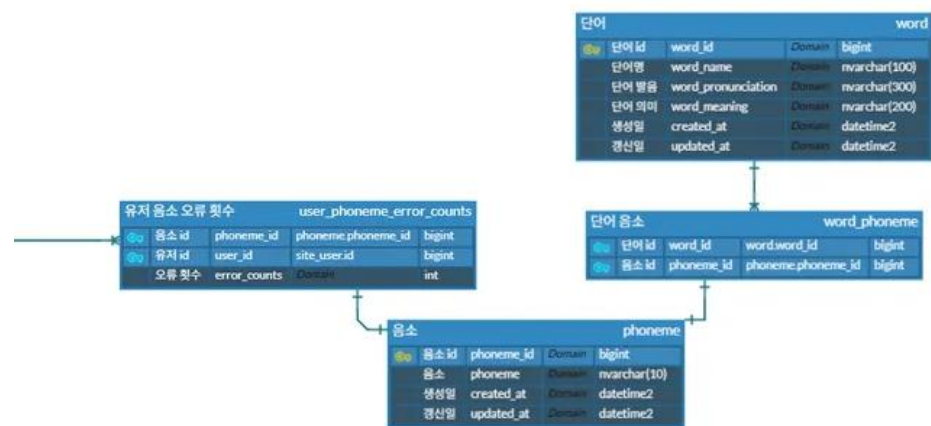 단어 word
단어 id word_id Domain bigint
단어명 word_name Domain nvarchar(100)
단어 발음 word_pronunciation Domain nvarchar(300)
단어 의미 word_meaning Domain nvarchar(200)
생성일 created_at Domain datetime2
갱신일 updated_at Domain datetime2
유저 음소 오류 횟수 user_phoneme_error_counts
음소 id phoneme_id phoneme.phoneme_id bigint
유저 id user_id site_user.id bigint
오류 횟수 error_counts Domain int
단어 음소 word_phoneme
단어 id word_id word.word_id bigint
음소 id phoneme_id phoneme.phoneme_id bigint
음소 phoneme
음소 id phoneme_id Domain bigint
음소 phoneme Domain nvarchar(10)
생성일 created_at Domain datetime2
갱신일 updated_at Domain datetime2